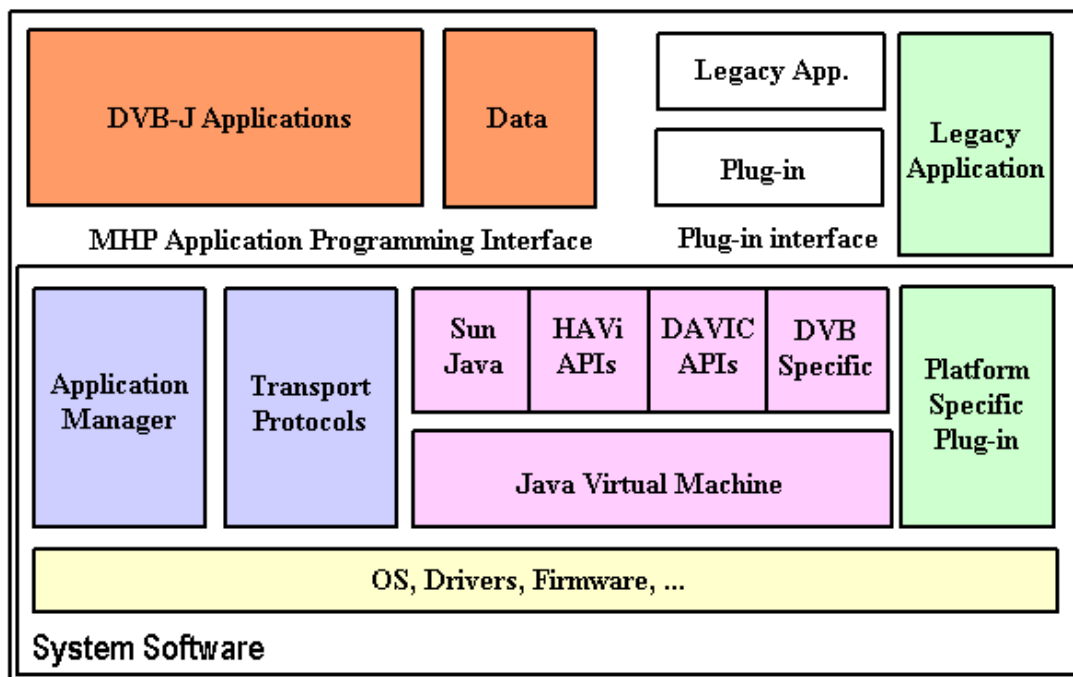 DVB-J Applications
Data
Legacy App.
Plug-in
Legacy
Application
MHP Application Programming Interface
Plug-in interface
Application
Manager
Transport
Protocols
Sun
Java
HAVi
APIs
DAVIC
APIs
DVB
Specific
Java Virtual Machine
Platform
Specific
Plug-in
OS, Drivers, Firmware, ...
System Software